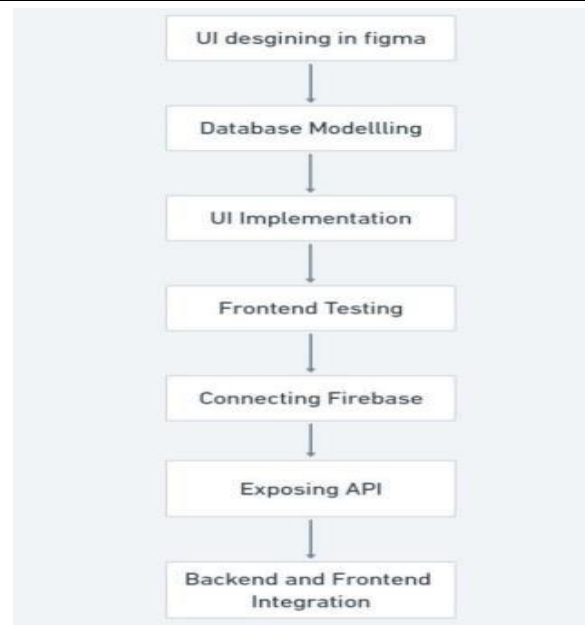 UI desgining in figma
Database Modellling
UI Implementation
Frontend Testing
Connecting Firebase
Exposing API
Backend and Frontend
Integration